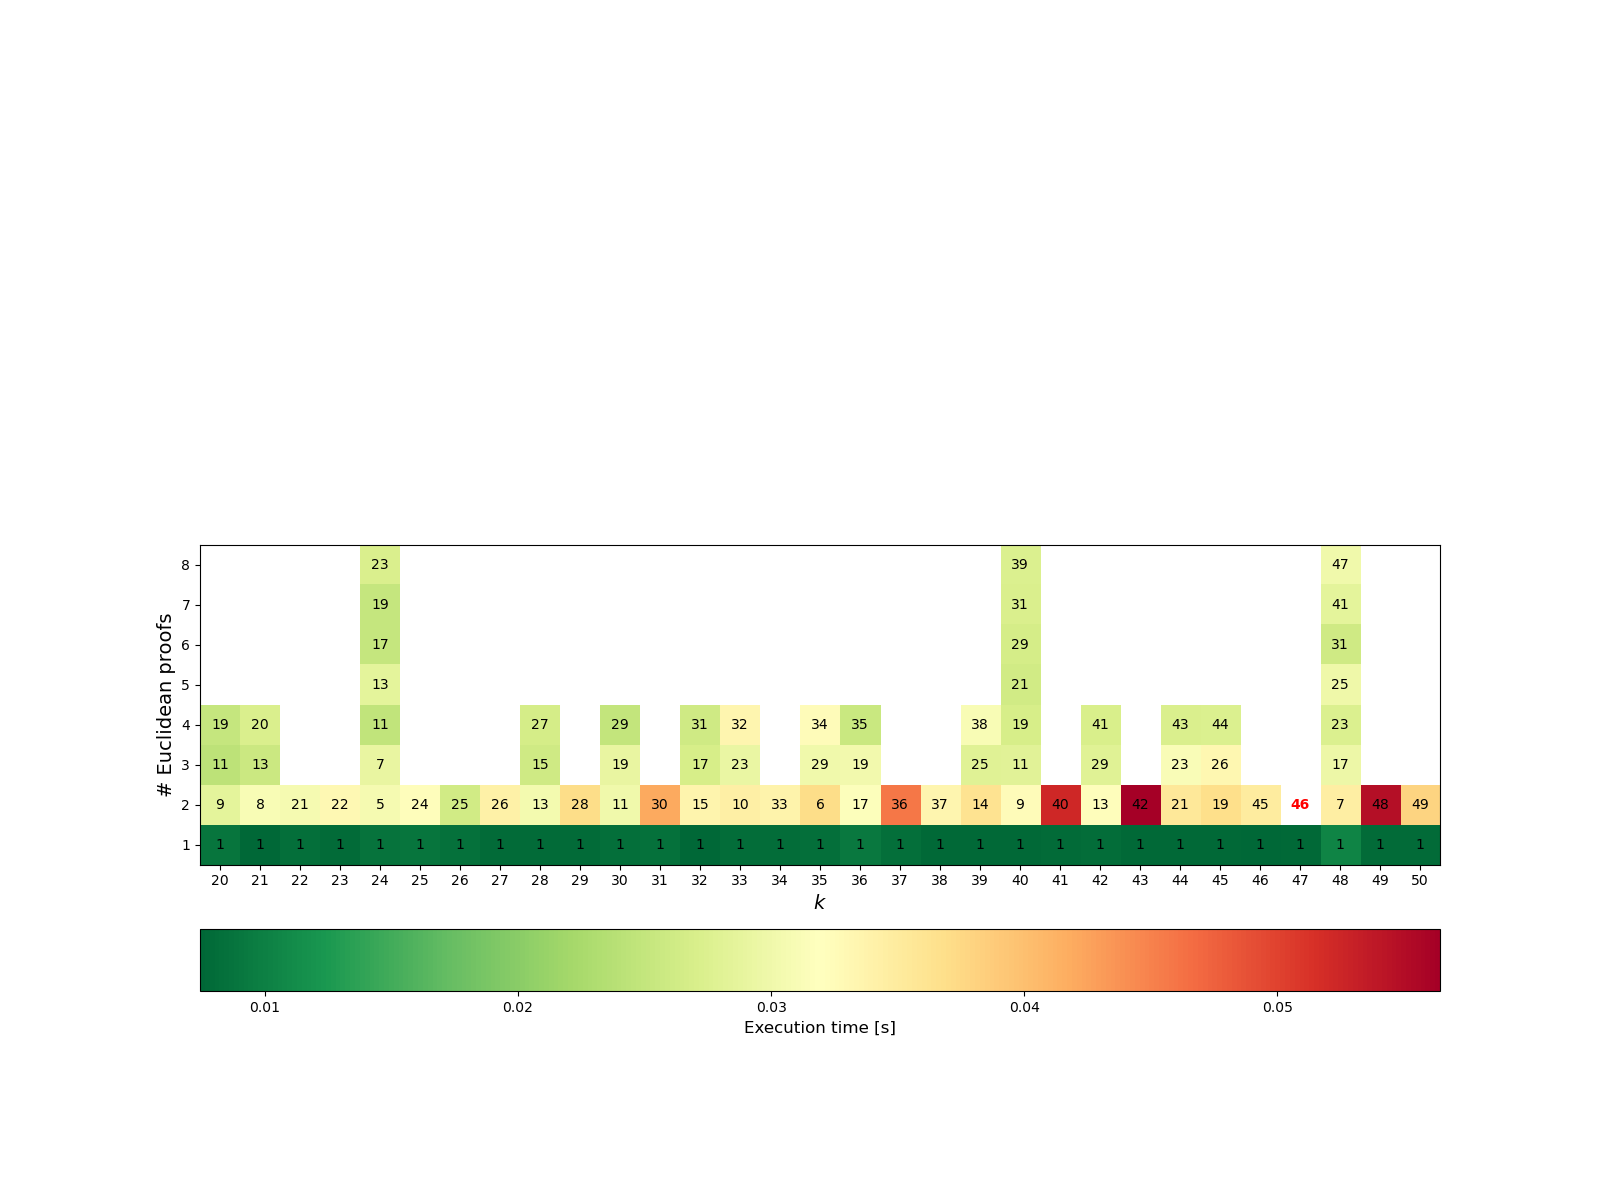 8 23 39 47
7 19 31 41
6 17 29 31
5 13 21 25
4 19 20 11 27 29 31 32 34 35 38 19 41 43 44 23
3 11 13 7 15 19 17 23 29 19 25 11 29 23 26 17
2 9 8 21 22 5 24 25 26 13 28 11 30 15 10 33 6 17 36 37 14 9 40 13 42 21 19 45 46 7 48 49
1 1 1 1 1 1 1 1 1 1 1 1 1 1 1 1 1 1 1 1 1 1 1 1 1 1 1 1 1 1 1 1
# Euclidean proofs
20 21 22 23 24 25 26 27 28 29 30 31 32 33 34 35 36 37 38 39 40 41 42 43 44 45 46 47 48 49 50
k
0.01 0.02 0.03 0.04 0.05
Execution time [s]